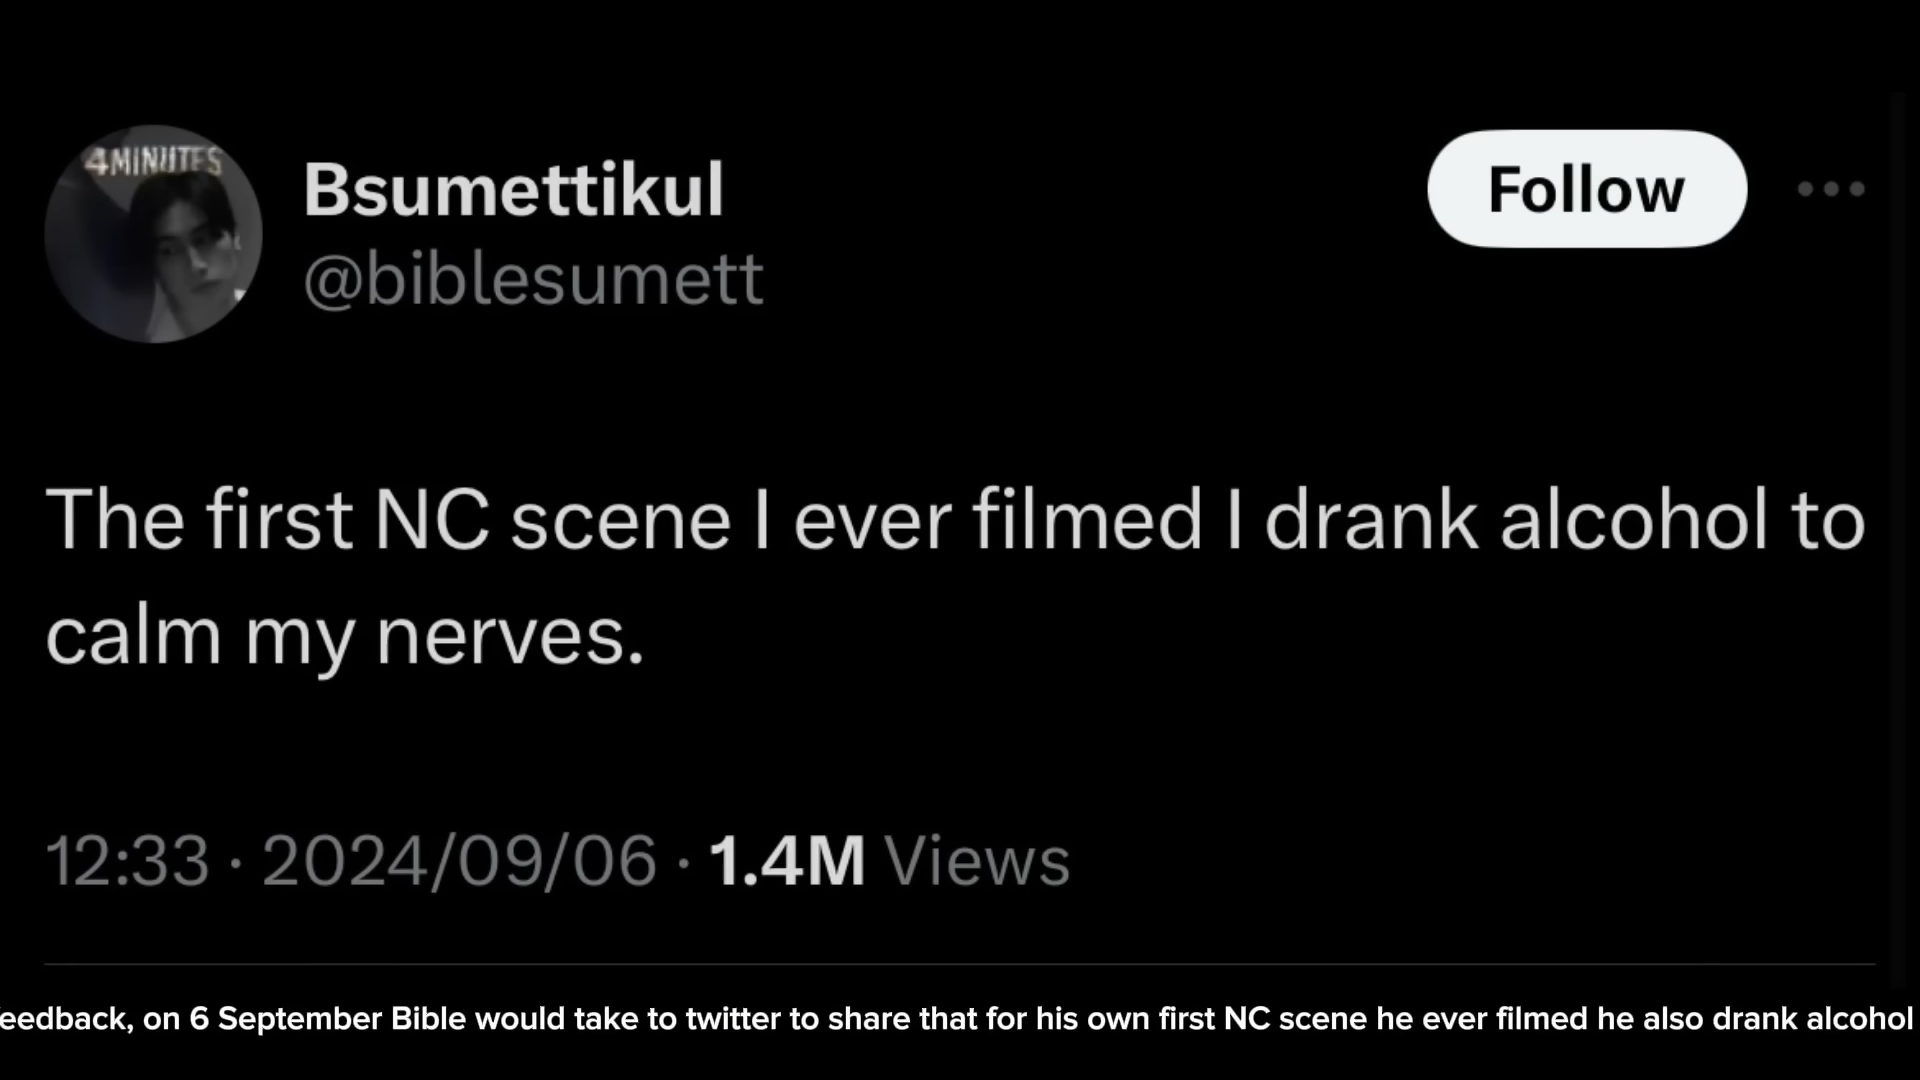 4MINUTES
Bsumettikul
Follow
@biblesumett
The first NC scene I ever filmed I drank alcohol to
calm my nerves.
12:33 · 2024/09/06 · 1.4M Views
eedback, on 6 September Bible would take to twitter to share that for his own first NC scene he ever filmed he also drank alcohol